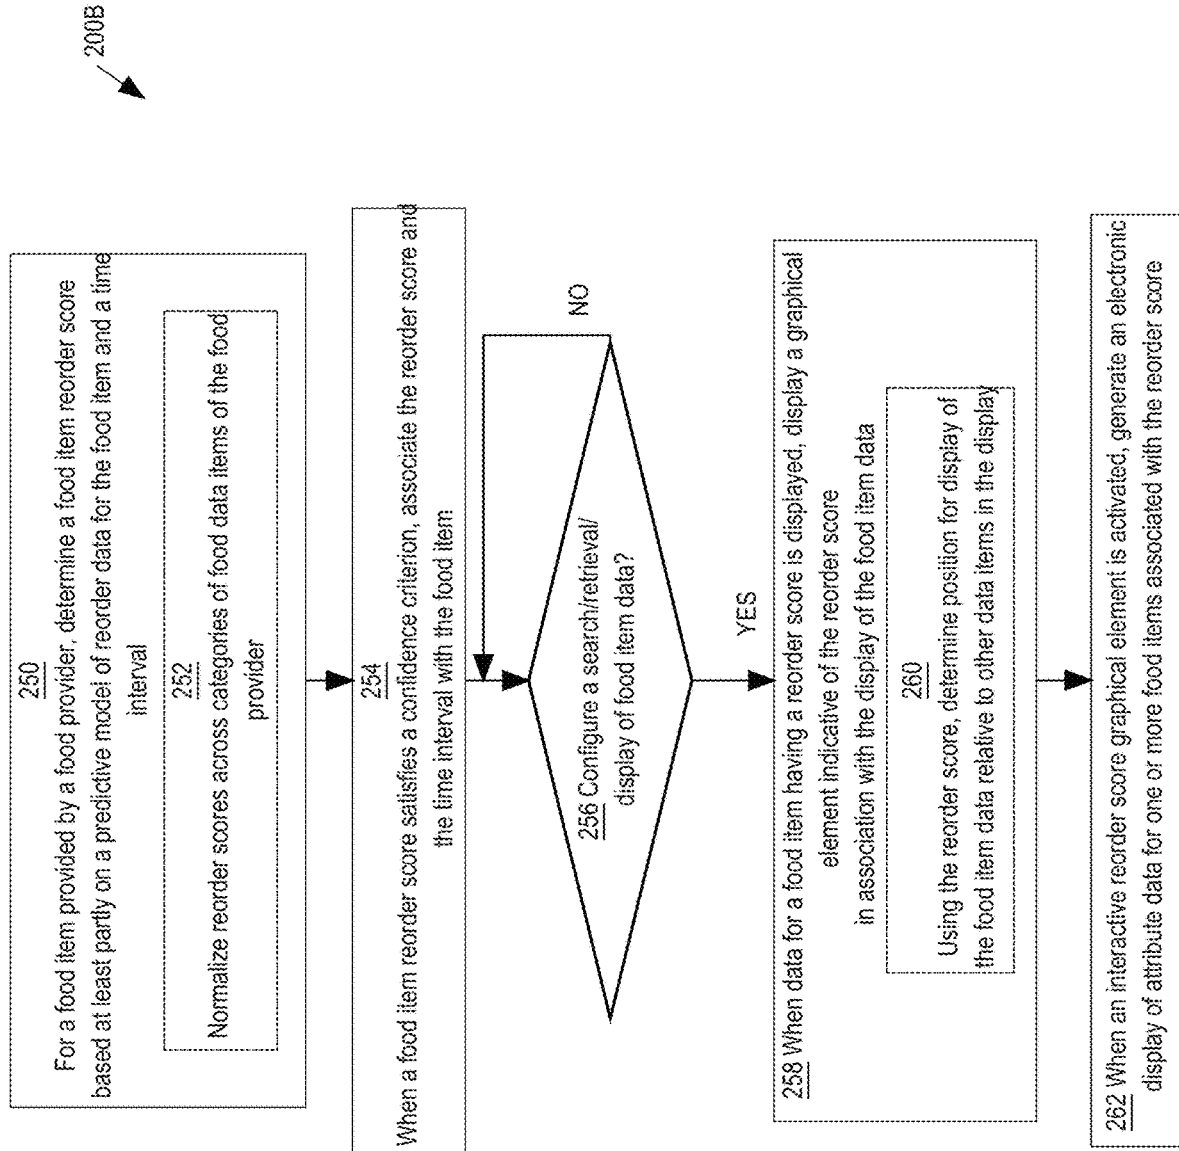 200B
250
For a food item provided by a food provider, determine a food item reorder score
based at least partly on a predictive model of reorder data for the food item and a time
interval
252
Normalize reorder scores across categories of food data items of the food
provider
254
When a food item reorder score satisfies a confidence criterion, associate the reorder score and
the time interval with the food item
256 Configure a search/retrieval/
display of food item data?
NO
YES
258 When data for a food item having a reorder score is displayed, display a graphical
element indicative of the reorder score
in association with the display of the food item data
260
Using the reorder score, determine position for display of
the food item data relative to other data items in the display
262 When an interactive reorder score graphical element is activated, generate an electronic
display of attribute data for one or more food items associated with the reorder score